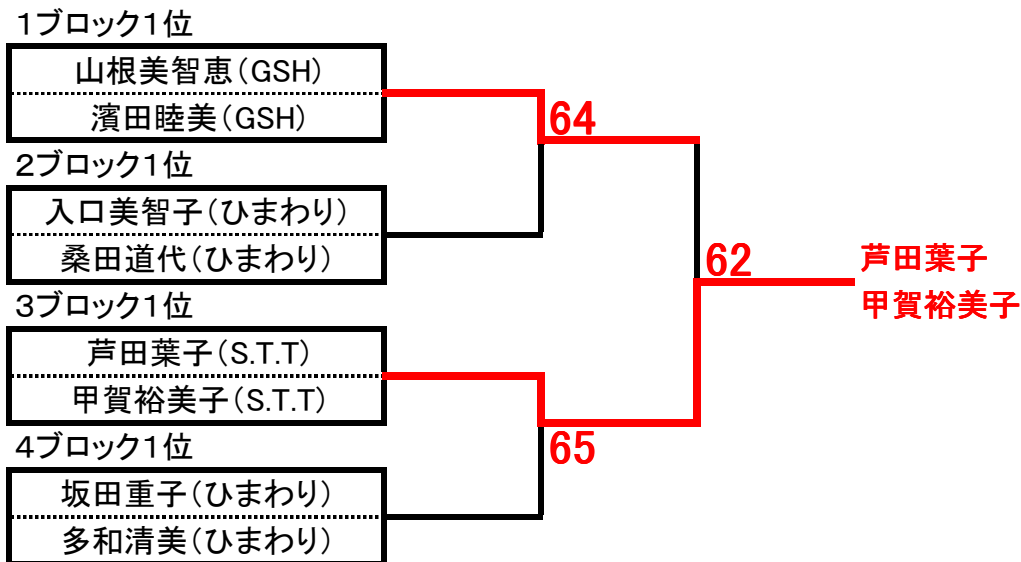 1ブロック1位
山根美智恵(GSH)
濱田睦美(GSH)
64
2ブロック1位
入口美智子(ひまわり)
桑田道代(ひまわり)
62
芦田葉子
甲賀裕美子
3ブロック1位
芦田葉子(S.T.T)
甲賀裕美子(S.T.T)
65
4ブロック1位
坂田重子(ひまわり)
多和清美(ひまわり)